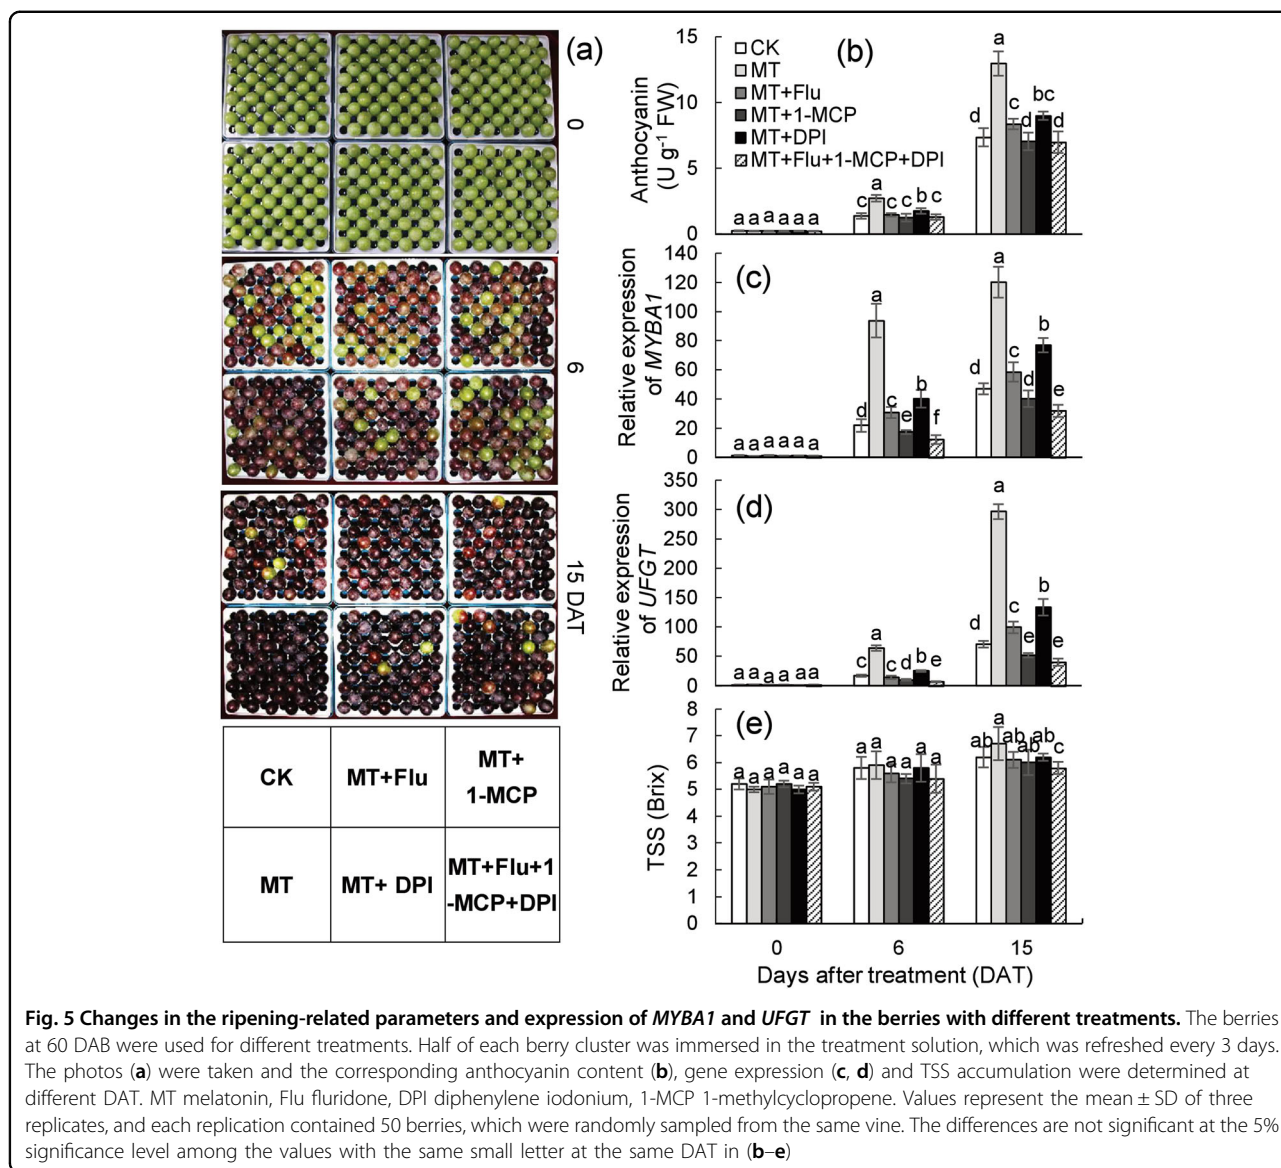 (a)
0
6
15 DAT
CK
MT+Flu
MT+
1-MCP
MT
MT+ DPI
MT+Flu+1
-MCP+DPI
(b)
CK
MT
MT+Flu
MT+1-MCP
MT+DPI
MT+Flu+1-MCP+DPI
Anthocyanin
(U g⁻¹ FW)
15
10
5
0
a a a a a a
c a c c b c
d a c d bc d
(c)
Relative expression
of MYBA1
140
120
100
80
60
40
20
0
a a a a a a
d a c e b f
d a c d b e
(d)
Relative expression
of UFGT
350
300
250
200
150
100
50
0
a a a a a a
c a c d b e
d a c e b e
(e)
TSS (Brix)
8
7
6
5
4
3
2
1
0
a a a a a a
a a a a a a
ab a ab ab ab c
0 6 15
Days after treatment (DAT)
Fig. 5 Changes in the ripening-related parameters and expression of MYBA1 and UFGT in the berries with different treatments. The berries
at 60 DAB were used for different treatments. Half of each berry cluster was immersed in the treatment solution, which was refreshed every 3 days.
The photos (a) were taken and the corresponding anthocyanin content (b), gene expression (c, d) and TSS accumulation were determined at
different DAT. MT melatonin, Flu fluridone, DPI diphenylene iodonium, 1-MCP 1-methylcyclopropene. Values represent the mean ± SD of three
replicates, and each replication contained 50 berries, which were randomly sampled from the same vine. The differences are not significant at the 5%
significance level among the values with the same small letter at the same DAT in (b–e)